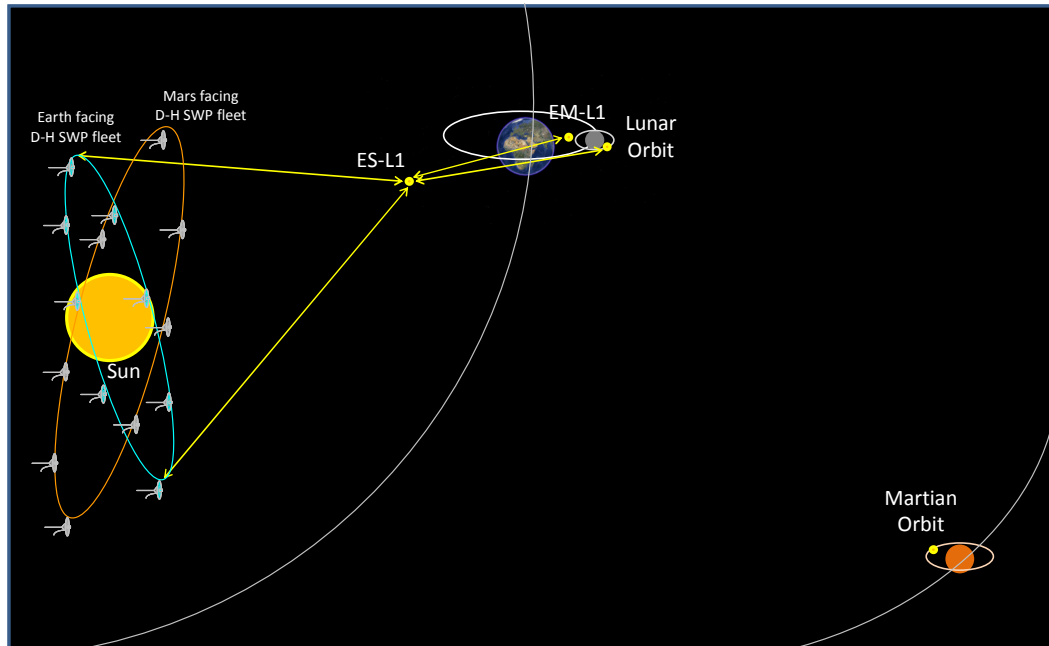 Mars facing
D-H SWP fleet
Earth facing
D-H SWP fleet
EM-L1
Lunar
Orbit
ES-L1
Sun
Martian
Orbit